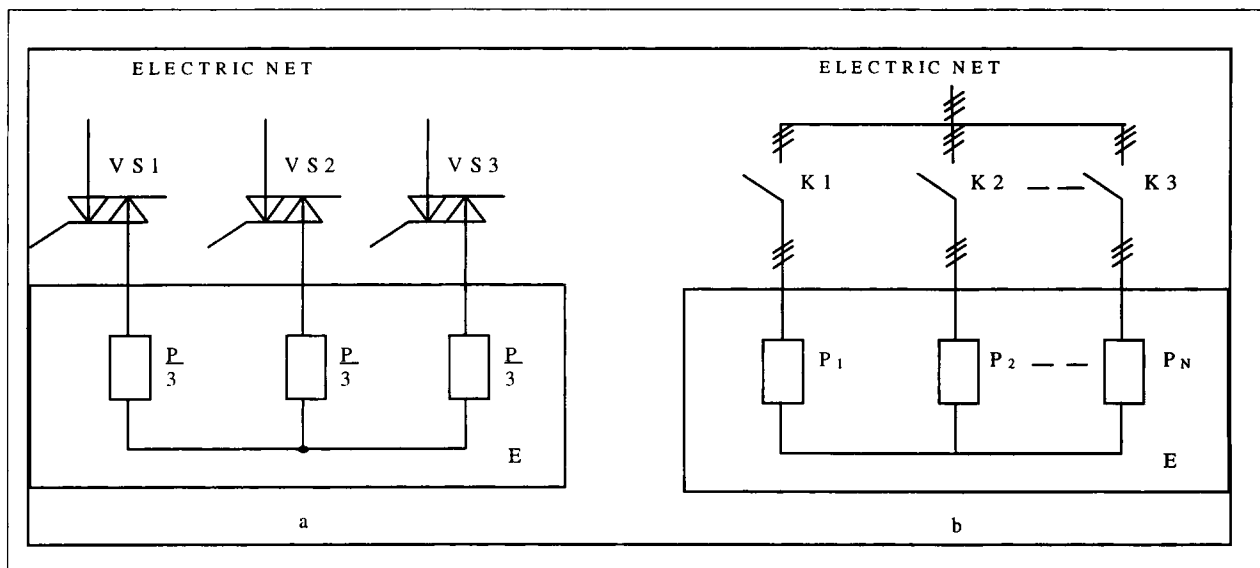 ELECTRIC NET
VS1 VS2 VS3
P/3 P/3 P/3
E
a
ELECTRIC NET
K1 K2 K3
P1 P2 PN
E
b